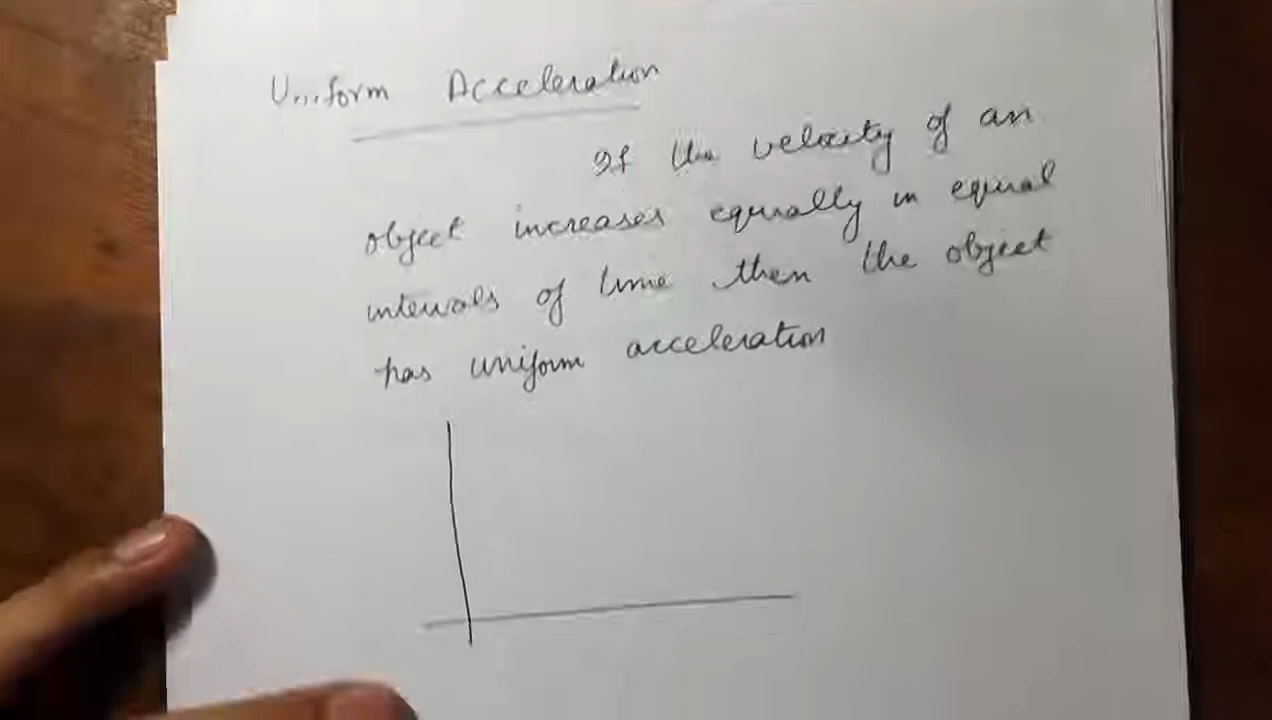 Uniform Acceleration
If the velocity of an
object increases equally in equal
intervals of time then the object
has uniform acceleration